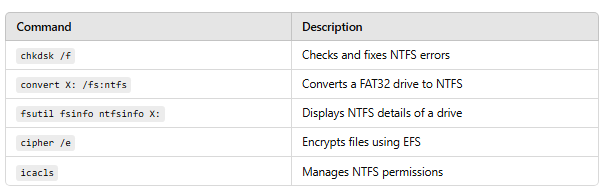 Command Description
chkdsk /f Checks and fixes NTFS errors
convert X: /fs:ntfs Converts a FAT32 drive to NTFS
fsutil fsinfo ntfsinfo X: Displays NTFS details of a drive
cipher /e Encrypts files using EFS
icacls Manages NTFS permissions